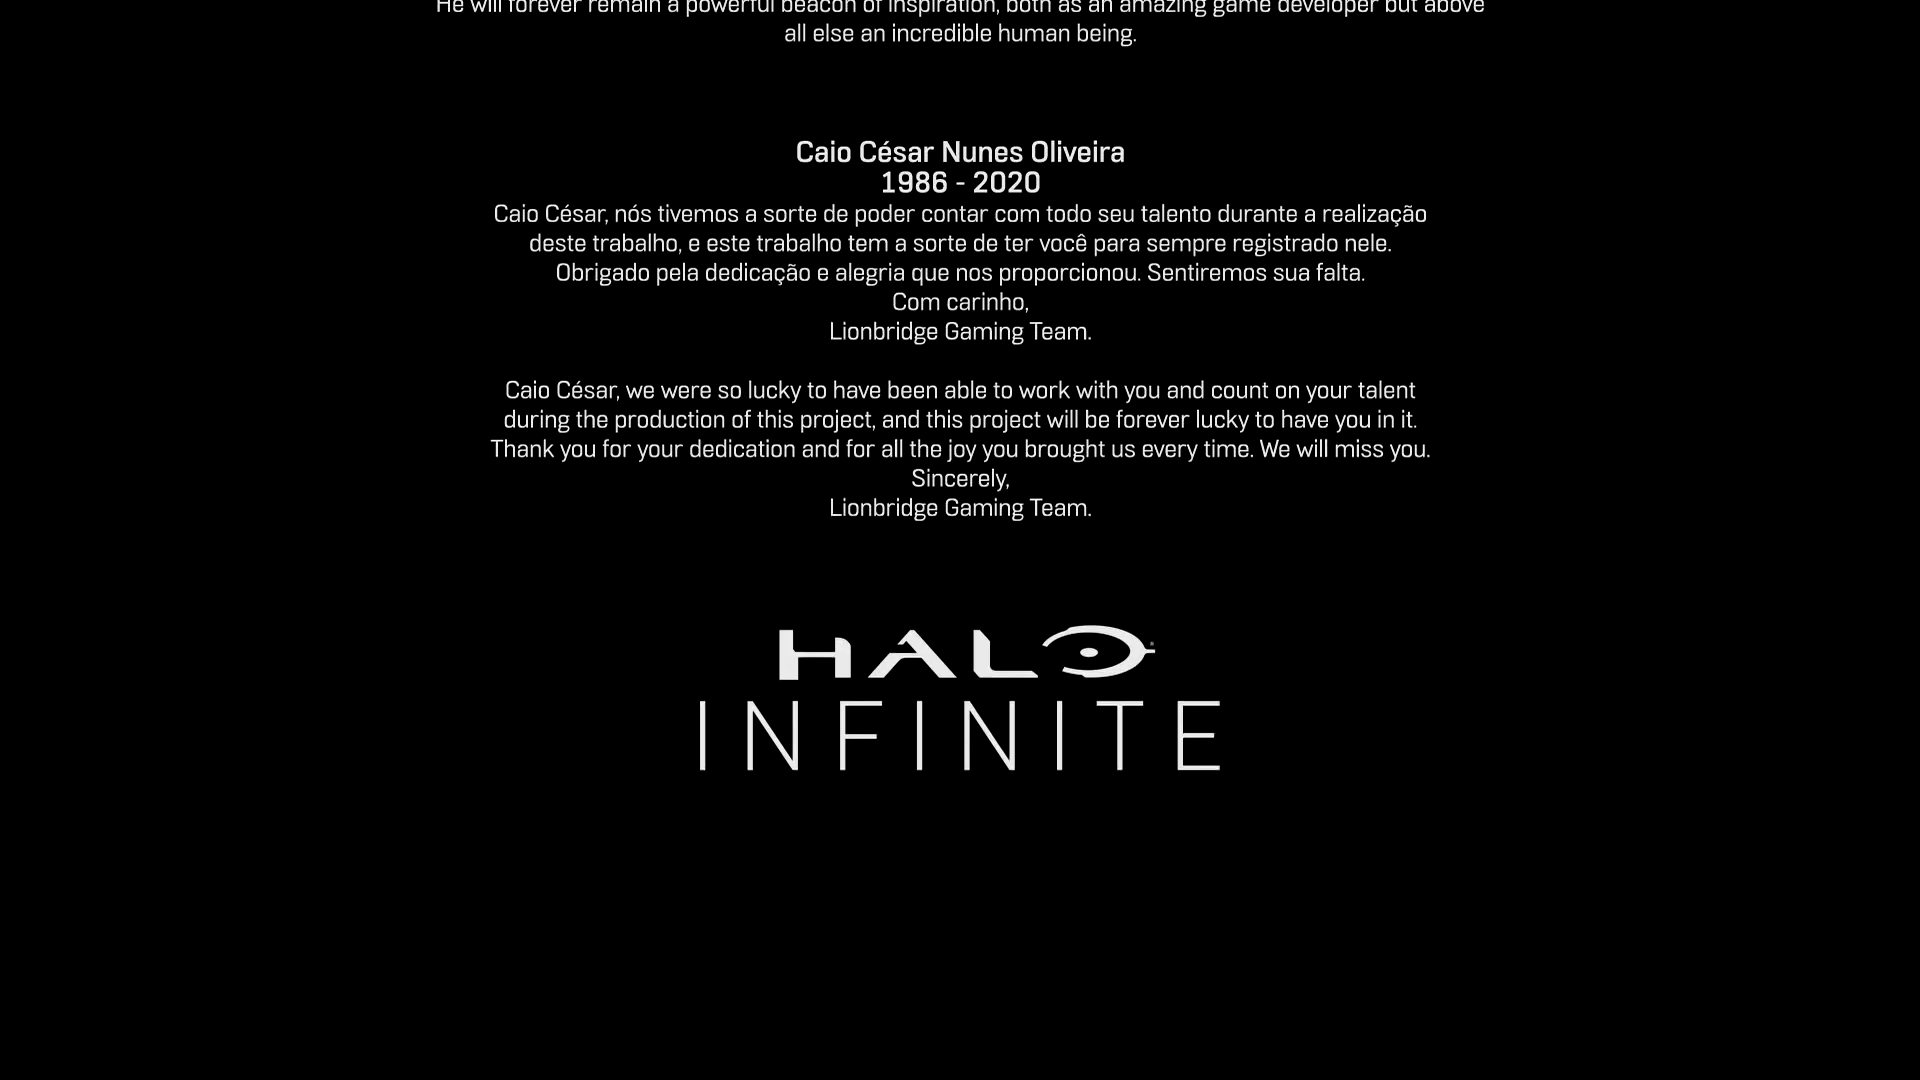 He will forever remain a powerful beacon of inspiration, both as an amazing game developer but above
all else an incredible human being.
Caio César Nunes Oliveira
1986 - 2020
Caio César, nós tivemos a sorte de poder contar com todo seu talento durante a realização
deste trabalho, e este trabalho tem a sorte de ter você para sempre registrado nele.
Obrigado pela dedicação e alegria que nos proporcionou. Sentiremos sua falta.
Com carinho,
Lionbridge Gaming Team.
Caio César, we were so lucky to have been able to work with you and count on your talent
during the production of this project, and this project will be forever lucky to have you in it.
Thank you for your dedication and for all the joy you brought us every time. We will miss you.
Sincerely,
Lionbridge Gaming Team.
HALO
INFINITE